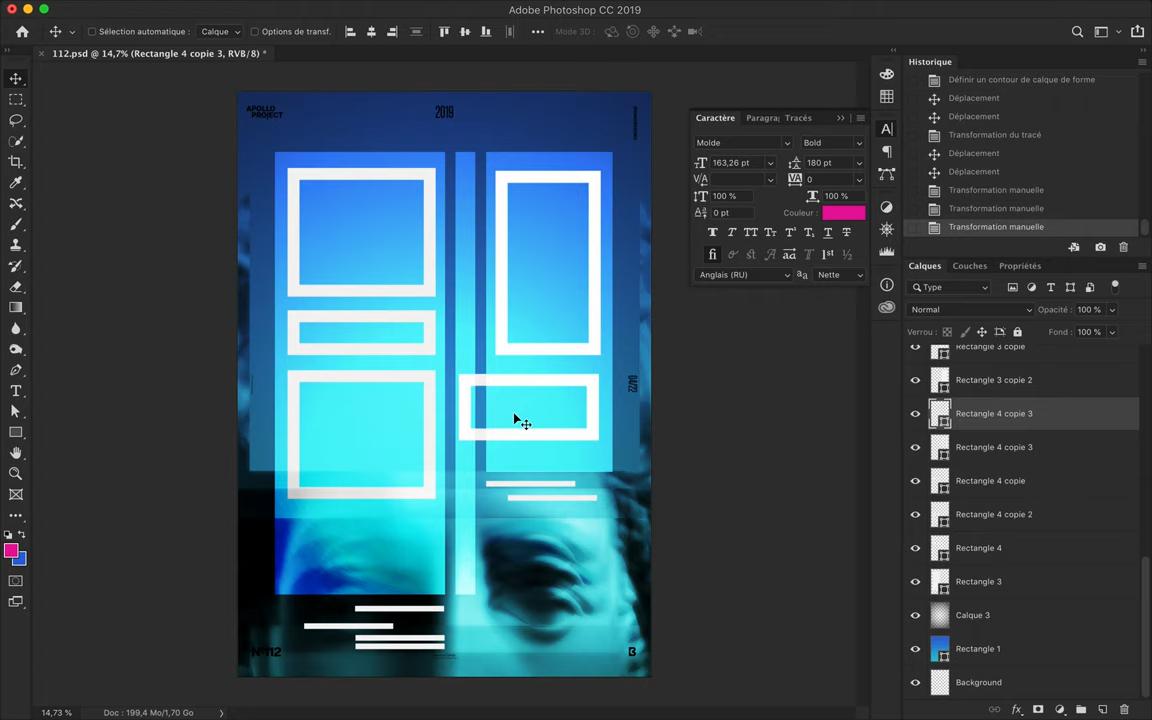 Adobe Photoshop CC 2019
Sélection automatique :
Calque
Options de transf.
Mode 3D :
112.psd @ 14,7% (Rectangle 4 copie 3, RVB/8) *
APOLLO
PROJECT
2019
04/22
N°112
B
Caractère
Paragra
Tracés
Molde
Bold
163,26 pt
180 pt
0
100 %
100 %
0 pt
Couleur :
Anglais (RU)
Nette
Historique
Définir un contour de calque de forme
Déplacement
Déplacement
Transformation du tracé
Déplacement
Déplacement
Transformation manuelle
Transformation manuelle
Transformation manuelle
Calques
Couches
Propriétés
Type
Normal
Opacité : 100 %
Verrou :
Fond : 100 %
Rectangle 3 copie
Rectangle 3 copie 2
Rectangle 4 copie 3
Rectangle 4 copie 3
Rectangle 4 copie
Rectangle 4 copie 2
Rectangle 4
Rectangle 3
Calque 3
Rectangle 1
Background
14,73 %
Doc : 199,4 Mo/1,70 Go